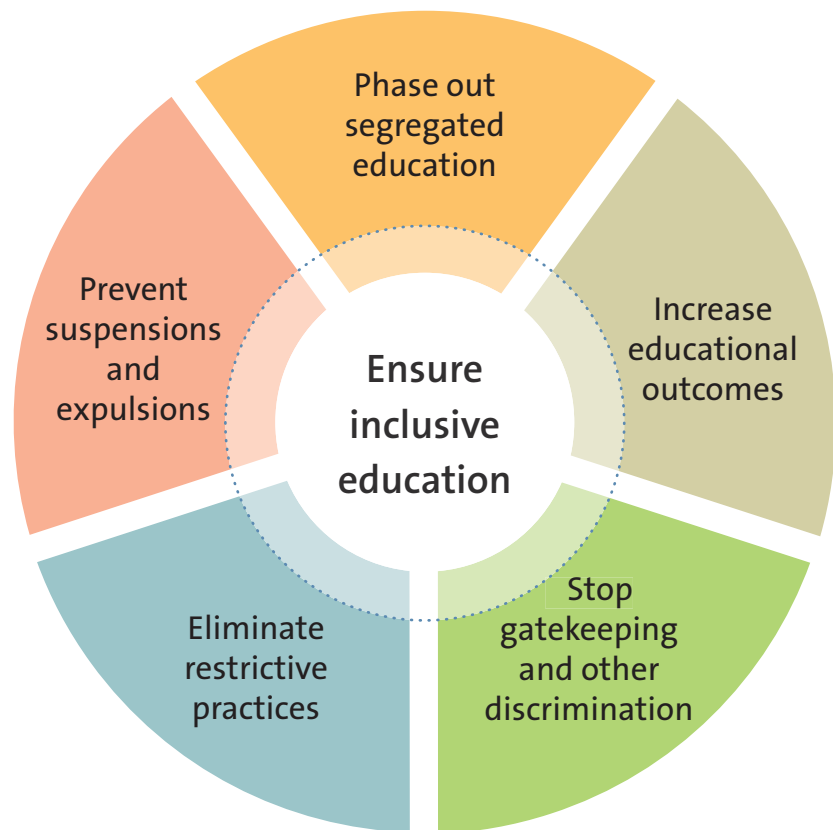 Phase out
segregated
education
Increase
educational
outcomes
Stop
gatekeeping
and other
discrimination
Eliminate
restrictive
practices
Prevent
suspensions
and
expulsions
Ensure
inclusive
education